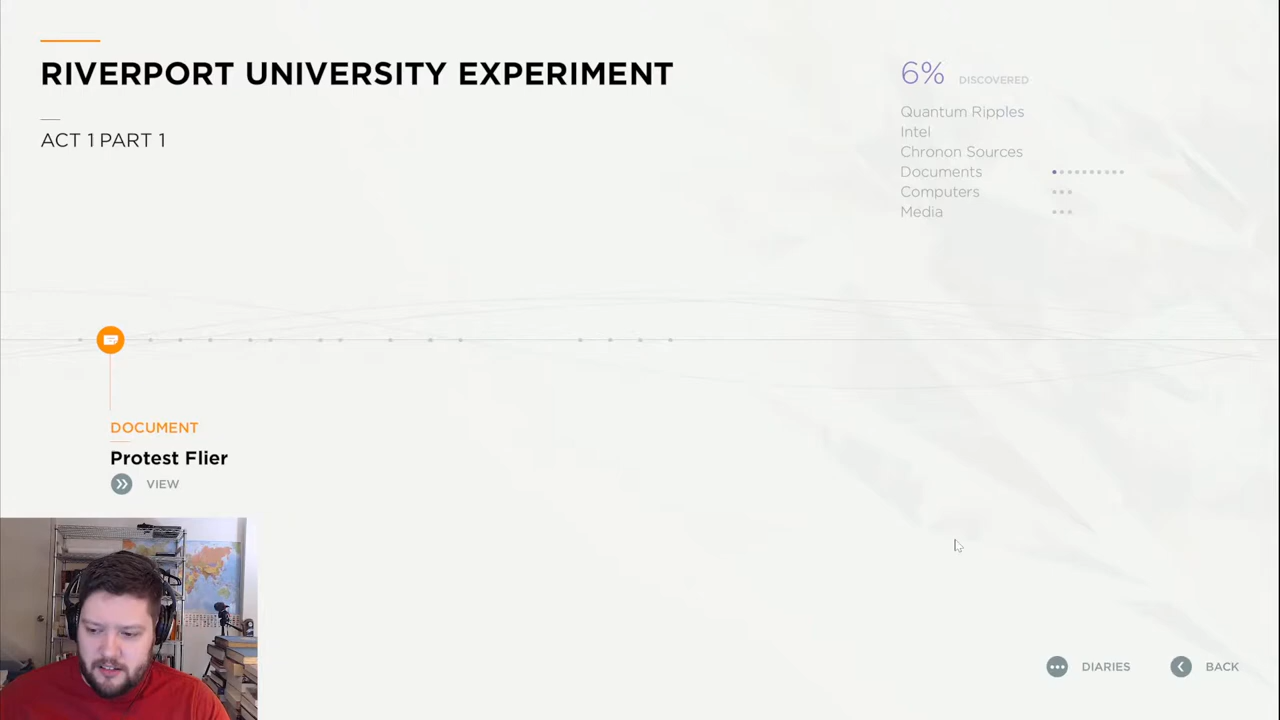 RIVERPORT UNIVERSITY EXPERIMENT
ACT 1 PART 1
6% DISCOVERED
Quantum Ripples
Intel
Chronon Sources
Documents
Computers
Media
DOCUMENT
Protest Flier
VIEW
DIARIES
BACK